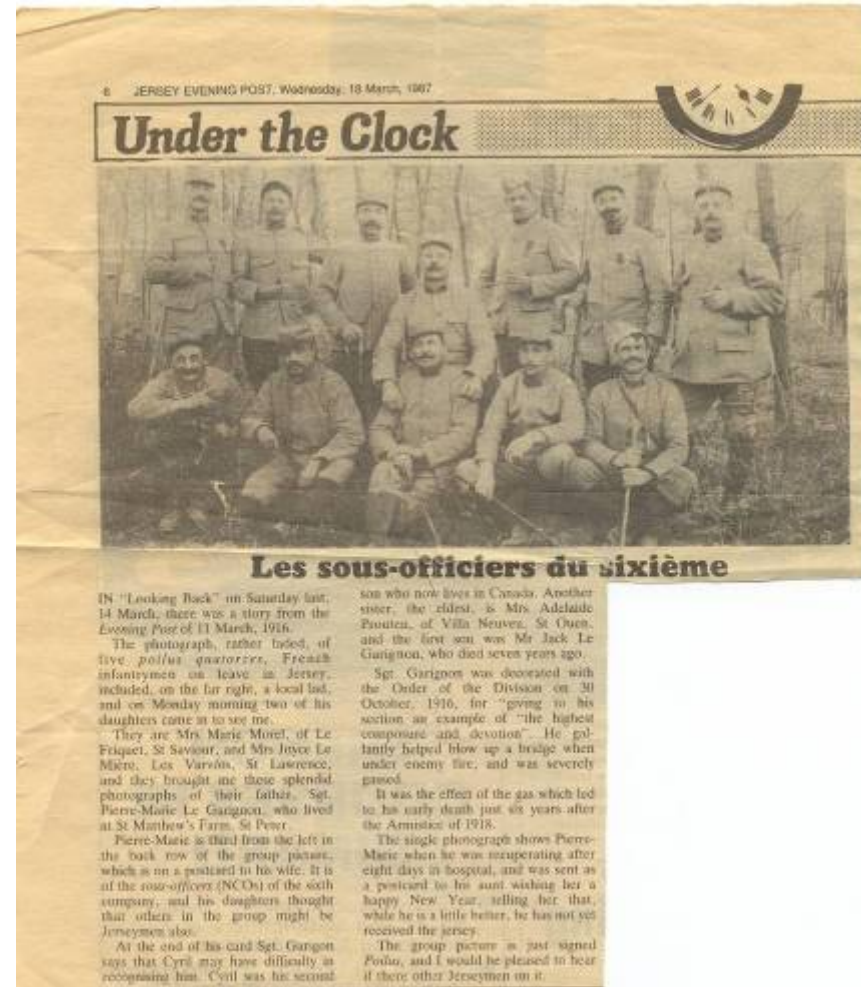 6 JERSEY EVENING POST, Wednesday, 18 March, 1987
Under the Clock
Les sous-officiers du sixième
IN "Looking Back" on Saturday last,
14 March, there was a story from the
Evening Post of 11 March, 1916.
The photograph, rather faded, of
five poilus quatorzes, French
infantrymen on leave in Jersey,
included, on the far right, a local lad,
and on Monday morning two of his
daughters came in to see me.
They are Mrs Marie Morel, of Le
Friquet, St Saviour, and Mrs Joyce Le
Mière, Les Varvots, St Lawrence,
and they brought me these splendid
photographs of their father, Sgt.
Pierre-Marie Le Garignon, who lived
at St Matthew's Farm, St Peter.
Pierre-Marie is third from the left in
the back row of the group picture,
which is on a postcard to his wife. It is
of the sous-officers (NCOs) of the sixth
company, and his daughters thought
that others in the group might be
Jerseymen also.
At the end of his card Sgt. Garigon
says that Cyril may have difficulty in
recognising him. Cyril was his second
son who now lives in Canada. Another
sister, the eldest, is Mrs Adelaide
Prouten, of Villa Neuvez, St Ouen,
and the first son was Mr Jack Le
Garignon, who died seven years ago.
Sgt. Garignon was decorated with
the Order of the Division on 30
October, 1916, for "giving to his
section an example of "the highest
composure and devotion". He gal-
lantly helped blow up a bridge when
under enemy fire, and was severely
gassed.
It was the effect of the gas which led
to his early death just six years after
the Armistice of 1918.
The single photograph shows Pierre-
Marie when he was recuperating after
eight days in hospital, and was sent as
a postcard to his aunt wishing her a
happy New Year, telling her that,
while he is a little better, he has not yet
received the jersey.
The group picture is just signed
Poilus, and I would be pleased to hear
if there other Jerseymen on it.